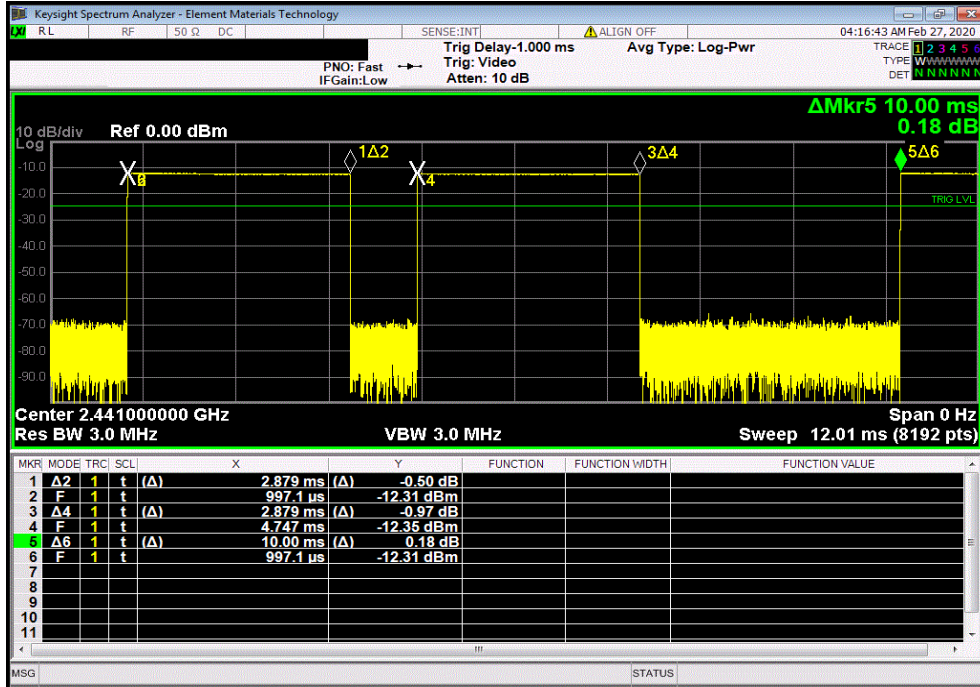 Keysight Spectrum Analyzer - Element Materials Technology
LXI RL RF 50 Ω DC SENSE:INT ALIGN OFF 04:16:43 AM Feb 27, 2020
Trig Delay-1.000 ms Avg Type: Log-Pwr TRACE 1 2 3 4 5 6
PNO: Fast Trig: Video TYPE WWWWWW
IFGain:Low Atten: 10 dB DET N N N N N N
ΔMkr5 10.00 ms
10 dB/div Ref 0.00 dBm 0.18 dB
Log
1Δ2 3Δ4 5Δ6
-10.0
4
-20.0
TRIG LVL
-30.0
-40.0
-50.0
-60.0
-70.0
-80.0
-90.0
Center 2.441000000 GHz Span 0 Hz
Res BW 3.0 MHz VBW 3.0 MHz Sweep 12.01 ms (8192 pts)
MKR MODE TRC SCL X Y FUNCTION FUNCTION WIDTH FUNCTION VALUE
1 Δ2 1 t (Δ) 2.879 ms (Δ) -0.50 dB
2 F 1 t 997.1 µs -12.31 dBm
3 Δ4 1 t (Δ) 2.879 ms (Δ) -0.97 dB
4 F 1 t 4.747 ms -12.35 dBm
5 Δ6 1 t (Δ) 10.00 ms (Δ) 0.18 dB
6 F 1 t 997.1 µs -12.31 dBm
7
8
9
10
11
MSG STATUS